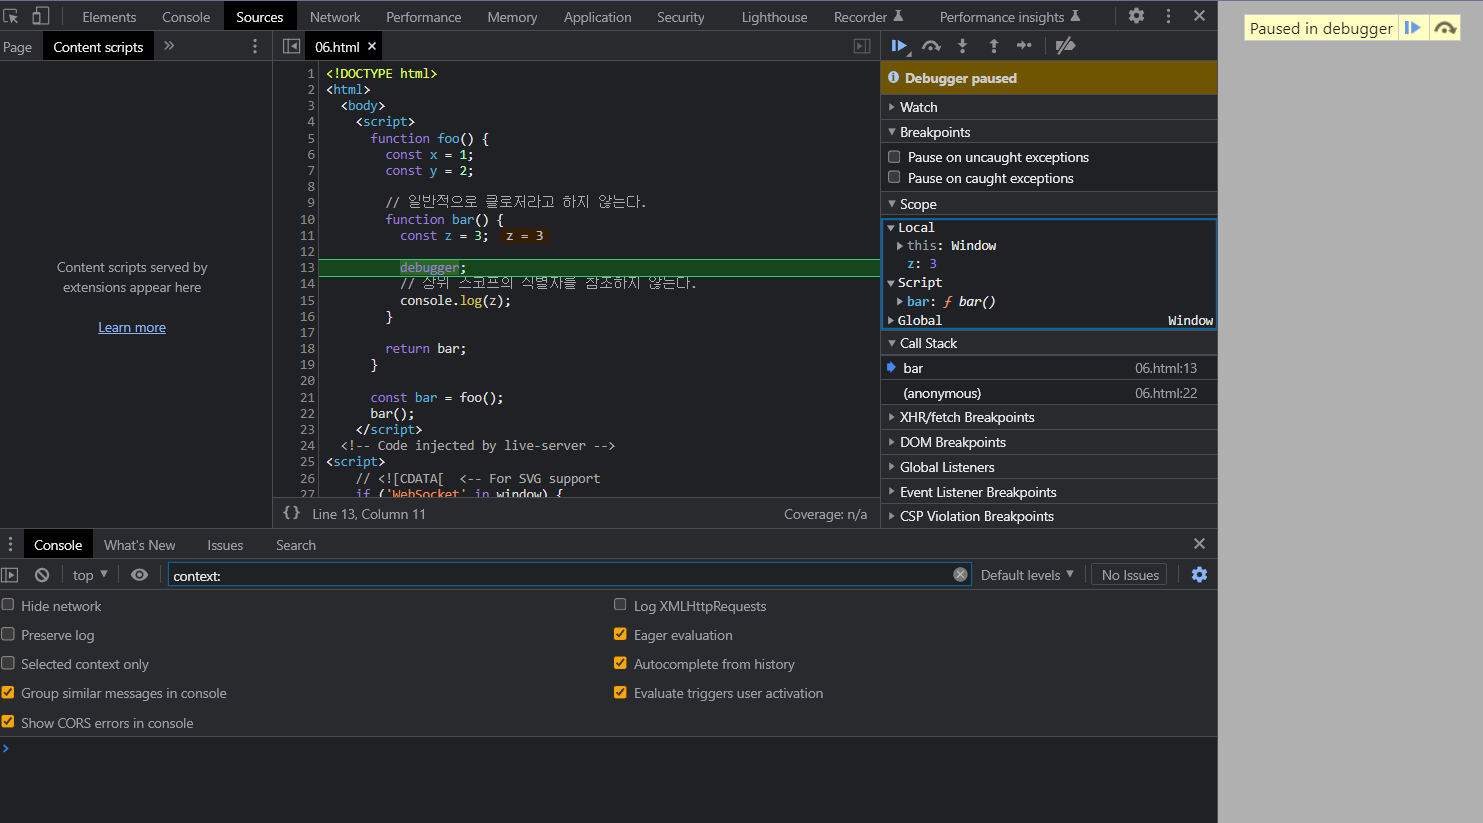 Elements Console Sources Network Performance Memory Application Security Lighthouse Recorder Performance insights
Page Content scripts
Content scripts served by
extensions appear here
Learn more
06.html
1 <!DOCTYPE html>
2 <html>
3 <body>
4 <script>
5 function foo() {
6 const x = 1;
7 const y = 2;
8
9 // 일반적으로 클로저라고 하지 않는다.
10 function bar() {
11 const z = 3; z = 3
12
13 debugger;
14 // 상위 스코프의 식별자를 참조하지 않는다.
15 console.log(z);
16 }
17
18 return bar;
19 }
20
21 const bar = foo();
22 bar();
23 </script>
24 <!-- Code injected by live-server -->
25 <script>
26 // <![CDATA[ <-- For SVG support
27 if ('WebSocket' in window) {
{} Line 13, Column 11 Coverage: n/a
Debugger paused
Watch
Breakpoints
Pause on uncaught exceptions
Pause on caught exceptions
Scope
Local
this: Window
z: 3
Script
bar: ƒ bar()
Global Window
Call Stack
bar 06.html:13
(anonymous) 06.html:22
XHR/fetch Breakpoints
DOM Breakpoints
Global Listeners
Event Listener Breakpoints
CSP Violation Breakpoints
Paused in debugger
Console What's New Issues Search
top context: Default levels No Issues
Hide network Log XMLHttpRequests
Preserve log Eager evaluation
Selected context only Autocomplete from history
Group similar messages in console Evaluate triggers user activation
Show CORS errors in console